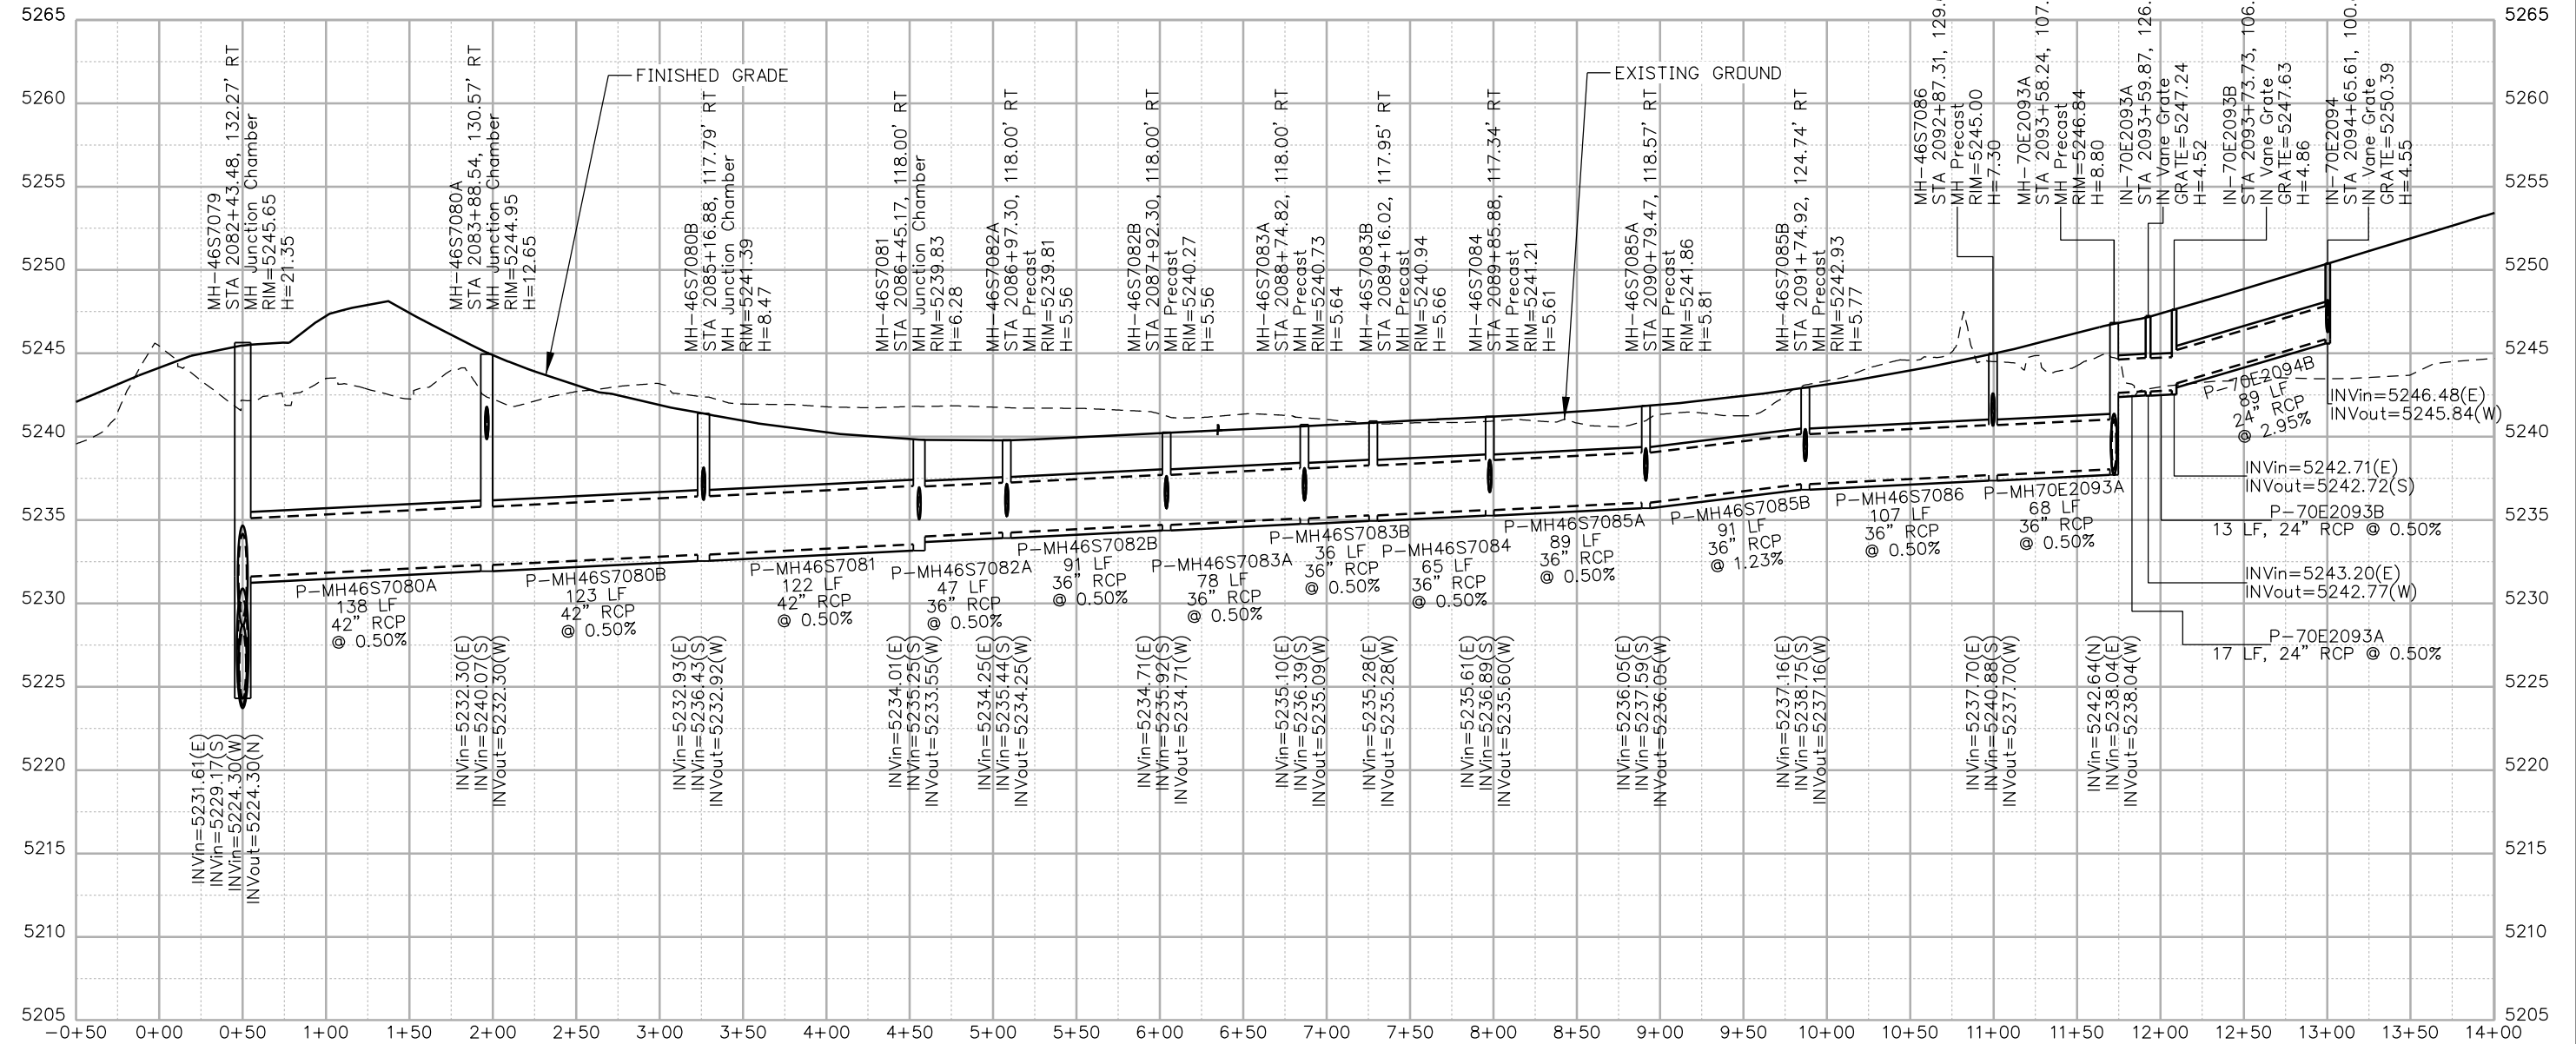 5265
5260
5255
5250
5245
5240
5235
5230
5225
5220
5215
5210
5205
5265
5260
5255
5250
5245
5240
5235
5230
5225
5220
5215
5210
5205
FINISHED GRADE
EXISTING GROUND
MH-46S7079
STA 2082+43.48, 132.27' RT
MH Junction Chamber
RIM=5245.65
H=21.35
MH-46S7080A
STA 2083+88.54, 130.57' RT
MH Junction Chamber
RIM=5244.95
H=12.65
MH-46S7080B
STA 2085+16.88, 117.79' RT
MH Junction Chamber
RIM=5241.39
H=8.47
MH-46S7081
STA 2086+45.17, 118.00' RT
MH Junction Chamber
RIM=5239.83
H=6.28
MH-46S7082A
STA 2086+97.30, 118.00' RT
MH Precast
RIM=5239.81
H=5.56
MH-46S7082B
STA 2087+92.30, 118.00' RT
MH Precast
RIM=5240.27
H=5.56
MH-46S7083A
STA 2088+74.82, 118.00' RT
MH Precast
RIM=5240.73
H=5.64
MH-46S7083B
STA 2089+16.02, 117.95' RT
MH Precast
RIM=5240.94
H=5.66
MH-46S7084
STA 2089+85.88, 117.34' RT
MH Precast
RIM=5241.21
H=5.61
MH-46S7085A
STA 2090+79.47, 118.57' RT
MH Precast
RIM=5241.86
H=5.81
MH-46S7085B
STA 2091+74.92, 124.74' RT
MH Precast
RIM=5242.93
H=5.77
MH-46S7086
STA 2092+87.31, 129.
MH Precast
RIM=5245.00
H=7.30
MH-70E2093A
STA 2093+58.24, 107.
MH Precast
RIM=5246.84
H=8.80
IN-70E2093A
STA 2093+59.87, 126.
IN Vane Grate
GRATE=5247.24
H=4.52
IN-70E2093B
STA 2093+73.73, 106.
IN Vane Grate
GRATE=5247.63
H=4.86
IN-70E2094
STA 2094+65.61, 100.
IN Vane Grate
GRATE=5250.39
H=4.55
P-MH46S7080A
138 LF
42" RCP
@ 0.50%
P-MH46S7080B
123 LF
42" RCP
@ 0.50%
P-MH46S7081
122 LF
42" RCP
@ 0.50%
P-MH46S7082A
47 LF
36" RCP
@ 0.50%
P-MH46S7082B
91 LF
36" RCP
@ 0.50%
P-MH46S7083A
78 LF
36" RCP
@ 0.50%
P-MH46S7083B
36 LF
36" RCP
@ 0.50%
P-MH46S7084
65 LF
36" RCP
@ 0.50%
P-MH46S7085A
89 LF
36" RCP
@ 0.50%
P-MH46S7085B
91 LF
36" RCP
@ 1.23%
P-MH46S7086
107 LF
36" RCP
@ 0.50%
P-MH70E2093A
68 LF
36" RCP
@ 0.50%
P-70E2094B
89 LF
24" RCP
@ 2.95%
INVin=5246.48(E)
INVout=5245.84(W)
INVin=5242.71(E)
INVout=5242.72(S)
P-70E2093B
13 LF, 24" RCP @ 0.50%
INVin=5243.20(E)
INVout=5242.77(W)
P-70E2093A
17 LF, 24" RCP @ 0.50%
INVin=5231.61(E)
INVin=5229.17(S)
INVin=5224.30(W)
INVout=5224.30(N)
INVin=5232.30(E)
INVin=5240.07(S)
INVout=5232.30(W)
INVin=5232.93(E)
INVin=5236.43(S)
INVout=5232.92(W)
INVin=5234.01(E)
INVin=5235.25(S)
INVout=5233.55(W)
INVin=5234.25(E)
INVin=5235.44(S)
INVout=5234.25(W)
INVin=5234.71(E)
INVin=5235.92(S)
INVout=5234.71(W)
INVin=5235.10(E)
INVin=5236.39(S)
INVout=5235.09(W)
INVin=5235.28(E)
INVout=5235.28(W)
INVin=5235.61(E)
INVin=5236.89(S)
INVout=5235.60(W)
INVin=5236.05(E)
INVin=5237.59(S)
INVout=5236.05(W)
INVin=5237.16(E)
INVin=5238.75(S)
INVout=5237.16(W)
INVin=5237.70(E)
INVin=5240.88(S)
INVout=5237.70(W)
INVin=5242.64(N)
INVin=5238.04(E)
INVout=5238.04(W)
-0+50 0+00 0+50 1+00 1+50 2+00 2+50 3+00 3+50 4+00 4+50 5+00 5+50 6+00 6+50 7+00 7+50 8+00 8+50 9+00 9+50 10+00 10+50 11+00 11+50 12+00 12+50 13+00 13+50 14+00